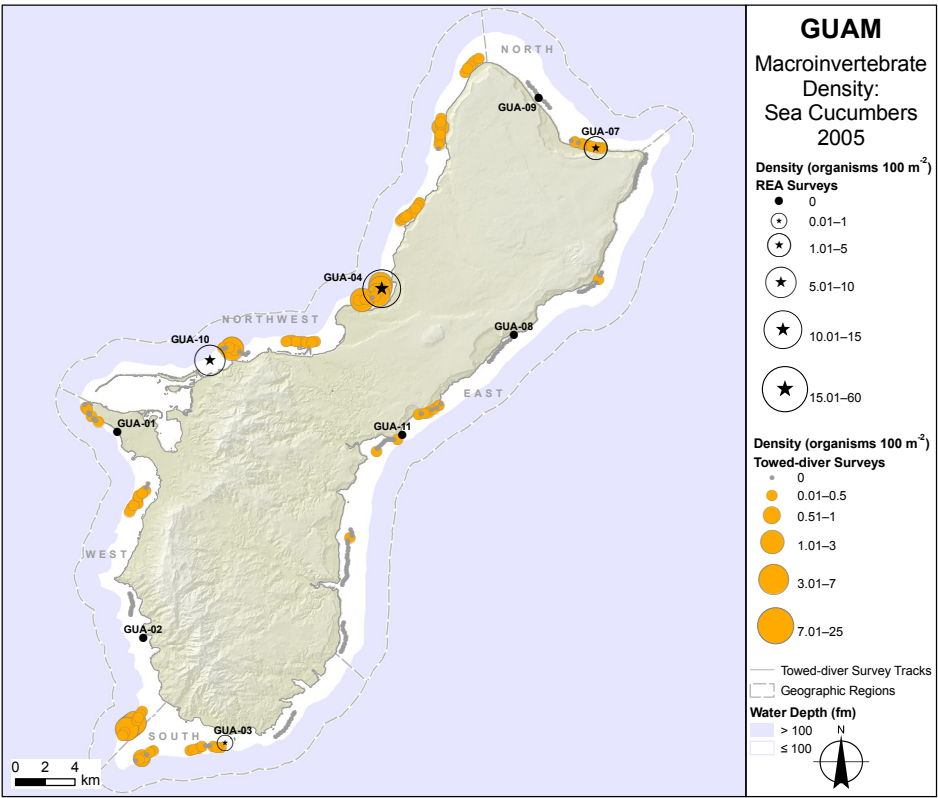 NORTH
GUA-09
GUA-07
GUA-04
NORTHWEST
GUA-10
GUA-08
EAST
GUA-01
GUA-11
WEST
GUA-02
GUA-03
SOUTH
0 2 4
km
GUAM
Macroinvertebrate
Density:
Sea Cucumbers
2005
Density (organisms 100 m⁻²)
REA Surveys
0
0.01–1
1.01–5
5.01–10
10.01–15
15.01–60
Density (organisms 100 m⁻²)
Towed-diver Surveys
0
0.01–0.5
0.51–1
1.01–3
3.01–7
7.01–25
Towed-diver Survey Tracks
Geographic Regions
Water Depth (fm)
> 100
≤ 100
N